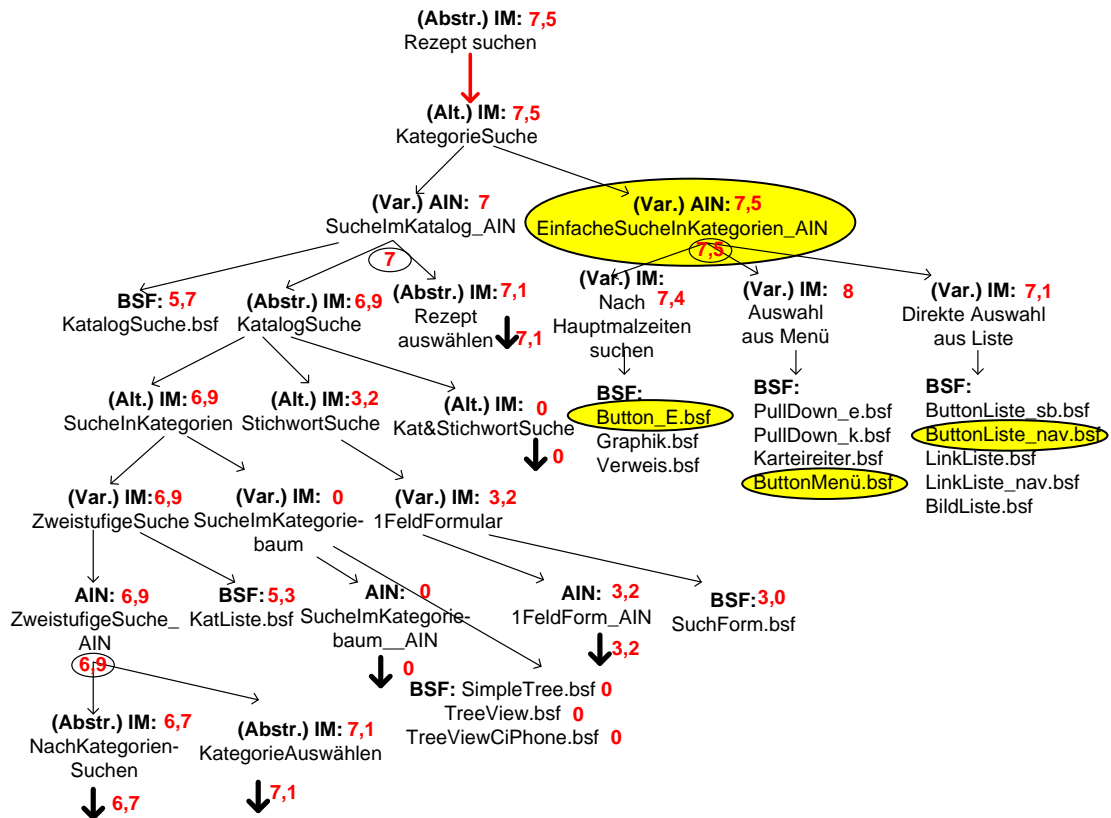 (Abstr.) IM: 7,5
Rezept suchen
(Alt.) IM: 7,5
KategorieSuche
(Var.) AIN: 7
SucheImKatalog_AIN
7
(Var.) AIN: 7,5
EinfacheSucheInKategorien_AIN
7,5
BSF: 5,7
KatalogSuche.bsf
(Abstr.) IM: 6,9
KatalogSuche
(Abstr.) IM: 7,1
Rezept
auswählen
7,1
(Var.) IM:
Nach 7,4
Hauptmalzeiten
suchen
(Var.) IM: 8
Auswahl
aus Menü
(Var.) IM: 7,1
Direkte Auswahl
aus Liste
BSF:
Button_E.bsf
Graphik.bsf
Verweis.bsf
BSF:
PullDown_e.bsf
PullDown_k.bsf
Karteireiter.bsf
ButtonMenü.bsf
BSF:
ButtonListe_sb.bsf
ButtonListe_nav.bsf
LinkListe.bsf
LinkListe_nav.bsf
BildListe.bsf
(Alt.) IM: 6,9
SucheInKategorien
(Alt.) IM: 3,2
StichwortSuche
(Alt.) IM: 0
Kat&StichwortSuche
0
(Var.) IM: 6,9
ZweistufigeSuche
(Var.) IM: 0
SucheImKategorie-
baum
(Var.) IM: 3,2
1FeldFormular
AIN: 6,9
ZweistufigeSuche_
AIN
6,9
BSF: 5,3
KatListe.bsf
AIN: 0
SucheImKategorie-
baum__AIN
0
AIN: 3,2
1FeldForm_AIN
3,2
BSF: 3,0
SuchForm.bsf
BSF: SimpleTree.bsf 0
TreeView.bsf 0
TreeViewCiPhone.bsf 0
(Abstr.) IM: 6,7
NachKategorien-
Suchen
6,7
(Abstr.) IM: 7,1
KategorieAuswählen
7,1